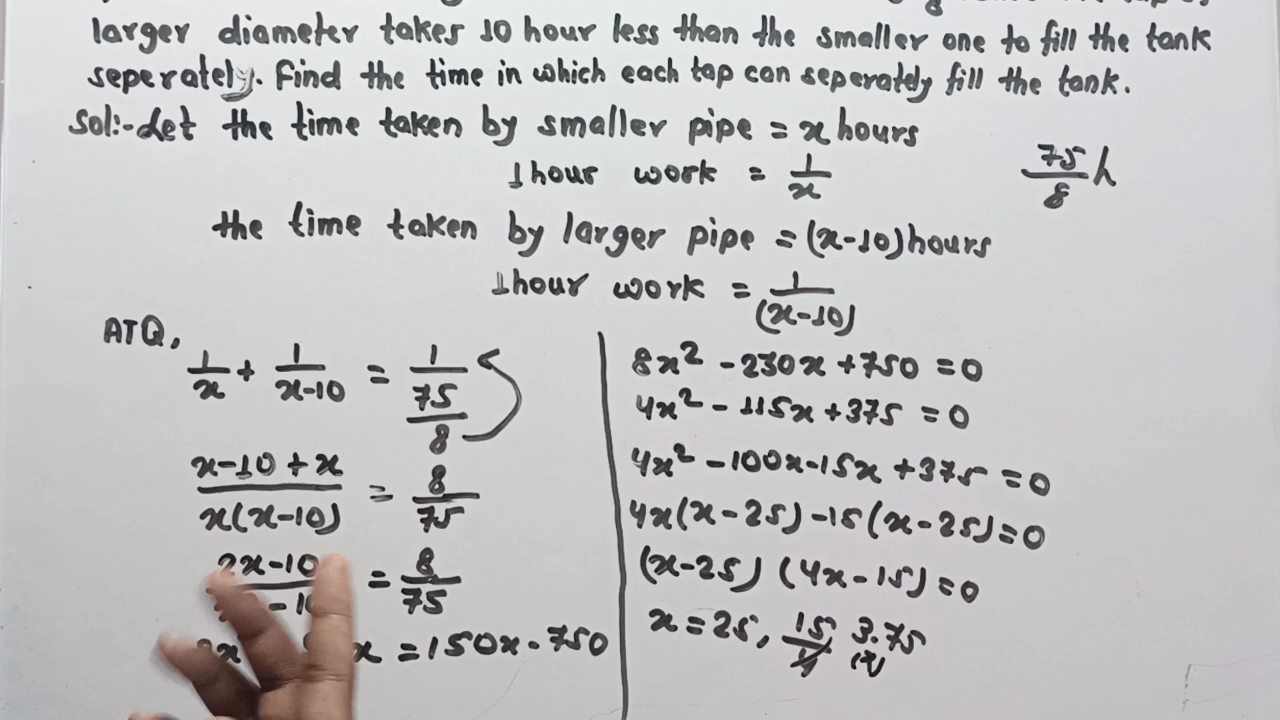 larger diameter takes 10 hour less than the smaller one to fill the tank
seperately. Find the time in which each tap can seperately fill the tank.
Sol:- Let the time taken by smaller pipe = x hours
1 hour work = 1/x
75/8 h
the time taken by larger pipe = (x-10) hours
1 hour work = 1/(x-10)
ATQ,
1/x + 1/(x-10) = 1/(75/8)
(x-10+x)/(x(x-10)) = 8/75
2x-10 = 8/75
= 150x - 750
8x² - 230x + 750 = 0
4x² - 115x + 375 = 0
4x² - 100x - 15x + 375 = 0
4x(x-25) - 15(x-25) = 0
(x-25) (4x-15) = 0
x = 25, 15/4 3.75